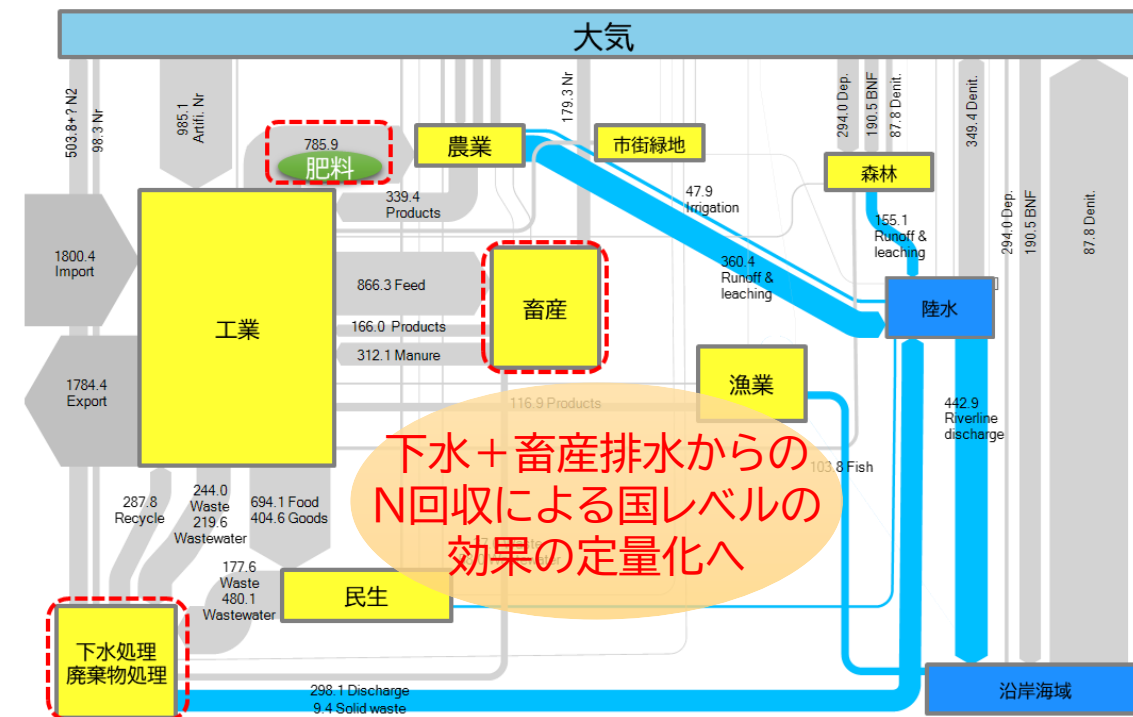 大気
503.8+ ? N2
98.3 Nr
985.1
Artifi. Nr
785.9
肥料
農業
179.3 Nr
市街緑地
294.0 Dep.
190.5 BNF
87.8 Denit.
349.4 Denit.
森林
339.4
Products
47.9
Irrigation
155.1
Runoff &
leaching
294.0 Dep.
190.5 BNF
87.8 Denit.
1800.4
Import
工業
866.3 Feed
畜産
360.4
Runoff &
leaching
陸水
166.0 Products
312.1 Manure
1784.4
Export
漁業
116.9 Products
442.9
Riverline
discharge
下水+畜産排水からの
N回収による国レベルの
効果の定量化へ
103.8 Fish
287.8
Recycle
244.0
Waste
219.6
Wastewater
694.1 Food
404.6 Goods
177.6
Waste
480.1
Wastewater
民生
下水処理
廃棄物処理
298.1 Discharge
9.4 Solid waste
沿岸海域